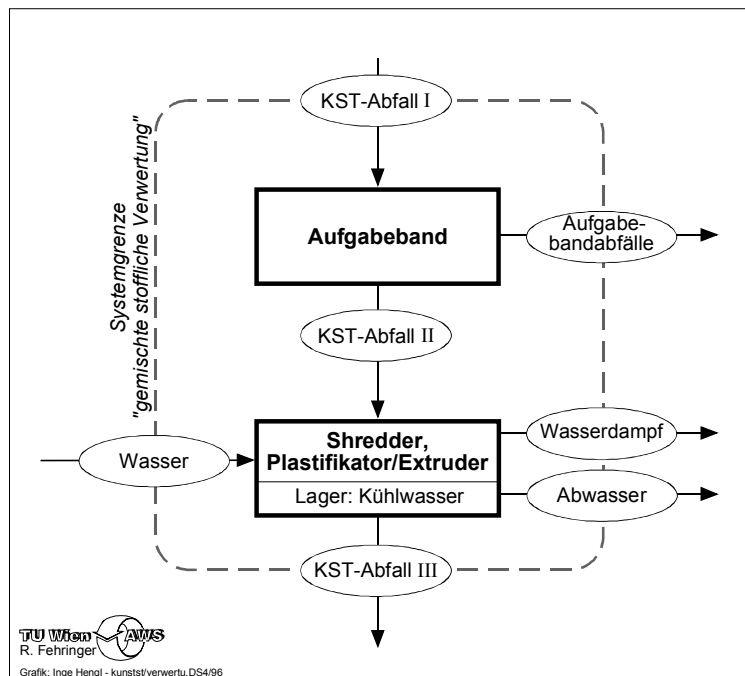 KST-Abfall I
Systemgrenze
"gemischte stoffliche Verwertung"
Aufgabeband
Aufgabe-
bandabfälle
KST-Abfall II
Wasser
Shredder,
Plastifikator/Extruder
Lager: Kühlwasser
Wasserdampf
Abwasser
KST-Abfall III
TU Wien AWS
R. Fehringer
Grafik: Inge Hengl - kunstst/verwertu.DS4/96